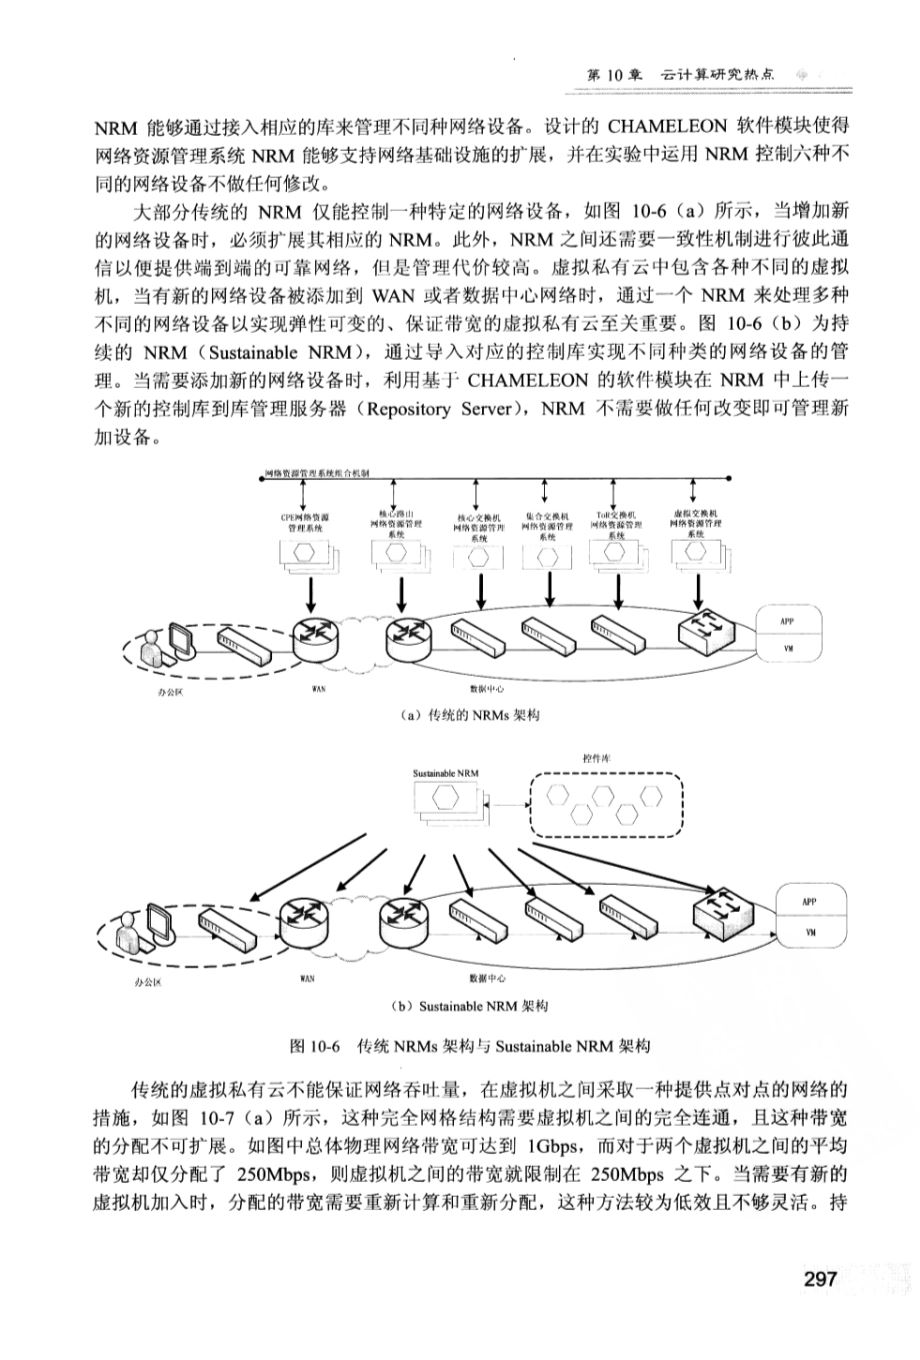 第 10 章　云计算研究热点
NRM 能够通过接入相应的库来管理不同种网络设备。设计的 CHAMELEON 软件模块使得
网络资源管理系统 NRM 能够支持网络基础设施的扩展，并在实验中运用 NRM 控制六种不
同的网络设备不做任何修改。
大部分传统的 NRM 仅能控制一种特定的网络设备，如图 10-6（a）所示，当增加新
的网络设备时，必须扩展其相应的 NRM。此外，NRM 之间还需要一致性机制进行彼此通
信以便提供端到端的可靠网络，但是管理代价较高。虚拟私有云中包含各种不同的虚拟
机，当有新的网络设备被添加到 WAN 或者数据中心网络时，通过一个 NRM 来处理多种
不同的网络设备以实现弹性可变的、保证带宽的虚拟私有云至关重要。图 10-6（b）为持
续的 NRM（Sustainable NRM），通过导入对应的控制库实现不同种类的网络设备的管
理。当需要添加新的网络设备时，利用基于 CHAMELEON 的软件模块在 NRM 中上传一
个新的控制库到库管理服务器（Repository Server），NRM 不需要做任何改变即可管理新
加设备。
网络资源管理系统组合机制
CPE网络资源
管理系统
核心路由
网络资源管理
系统
核心交换机
网络资源管理
系统
集合交换机
网络资源管理
系统
ToR交换机
网络资源管理
系统
虚拟交换机
网络资源管理
系统
APP
VM
办公区
WAN
数据中心
（a）传统的 NRMs 架构
控件库
Sustainable NRM
APP
VM
办公区
WAN
数据中心
（b）Sustainable NRM 架构
图 10-6　传统 NRMs 架构与 Sustainable NRM 架构
传统的虚拟私有云不能保证网络吞吐量，在虚拟机之间采取一种提供点对点的网络的
措施，如图 10-7（a）所示，这种完全网格结构需要虚拟机之间的完全连通，且这种带宽
的分配不可扩展。如图中总体物理网络带宽可达到 1Gbps，而对于两个虚拟机之间的平均
带宽却仅分配了 250Mbps，则虚拟机之间的带宽就限制在 250Mbps 之下。当需要有新的
虚拟机加入时，分配的带宽需要重新计算和重新分配，这种方法较为低效且不够灵活。持
297